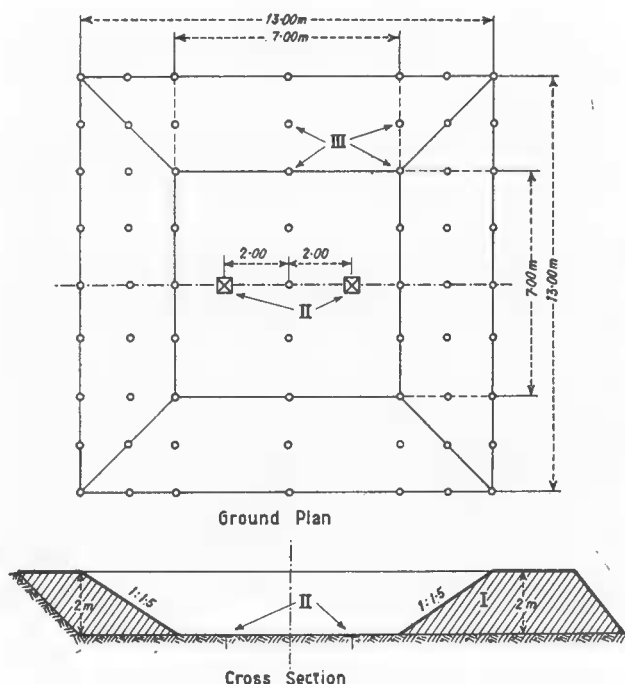 13·00m
7·00m
III
2·00 2·00
II
7·00m
13·00m
Ground Plan
1:1·5 II 1:1·5 I
2m 2m
Cross Section